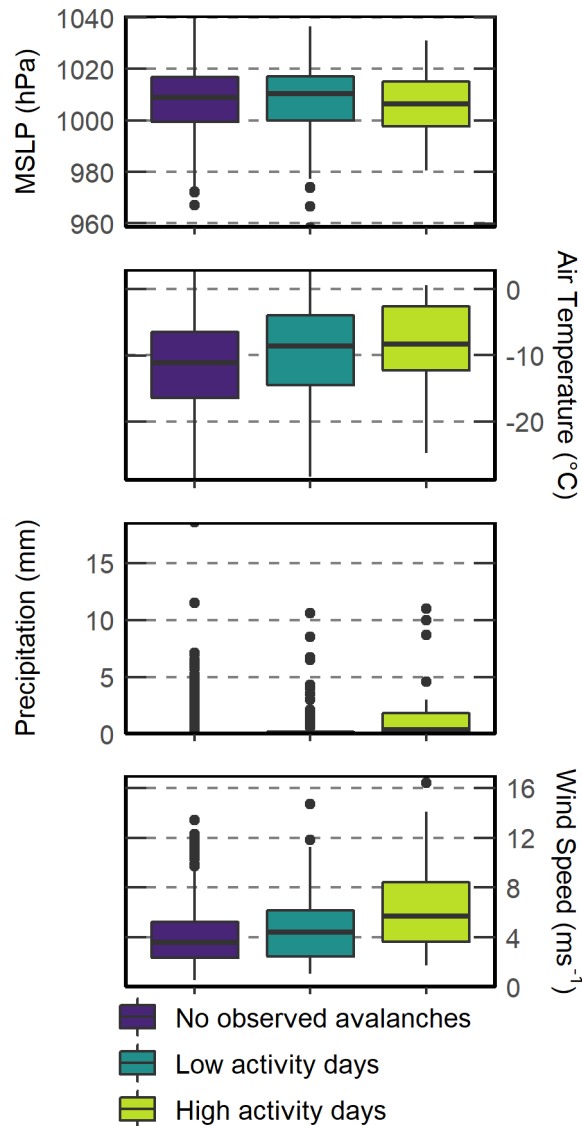 MSLP (hPa)
1040
1020
1000
980
960
Air Temperature (°C)
0
-10
-20
Precipitation (mm)
15
10
5
0
Wind Speed (ms⁻¹)
16
12
8
4
0
No observed avalanches
Low activity days
High activity days